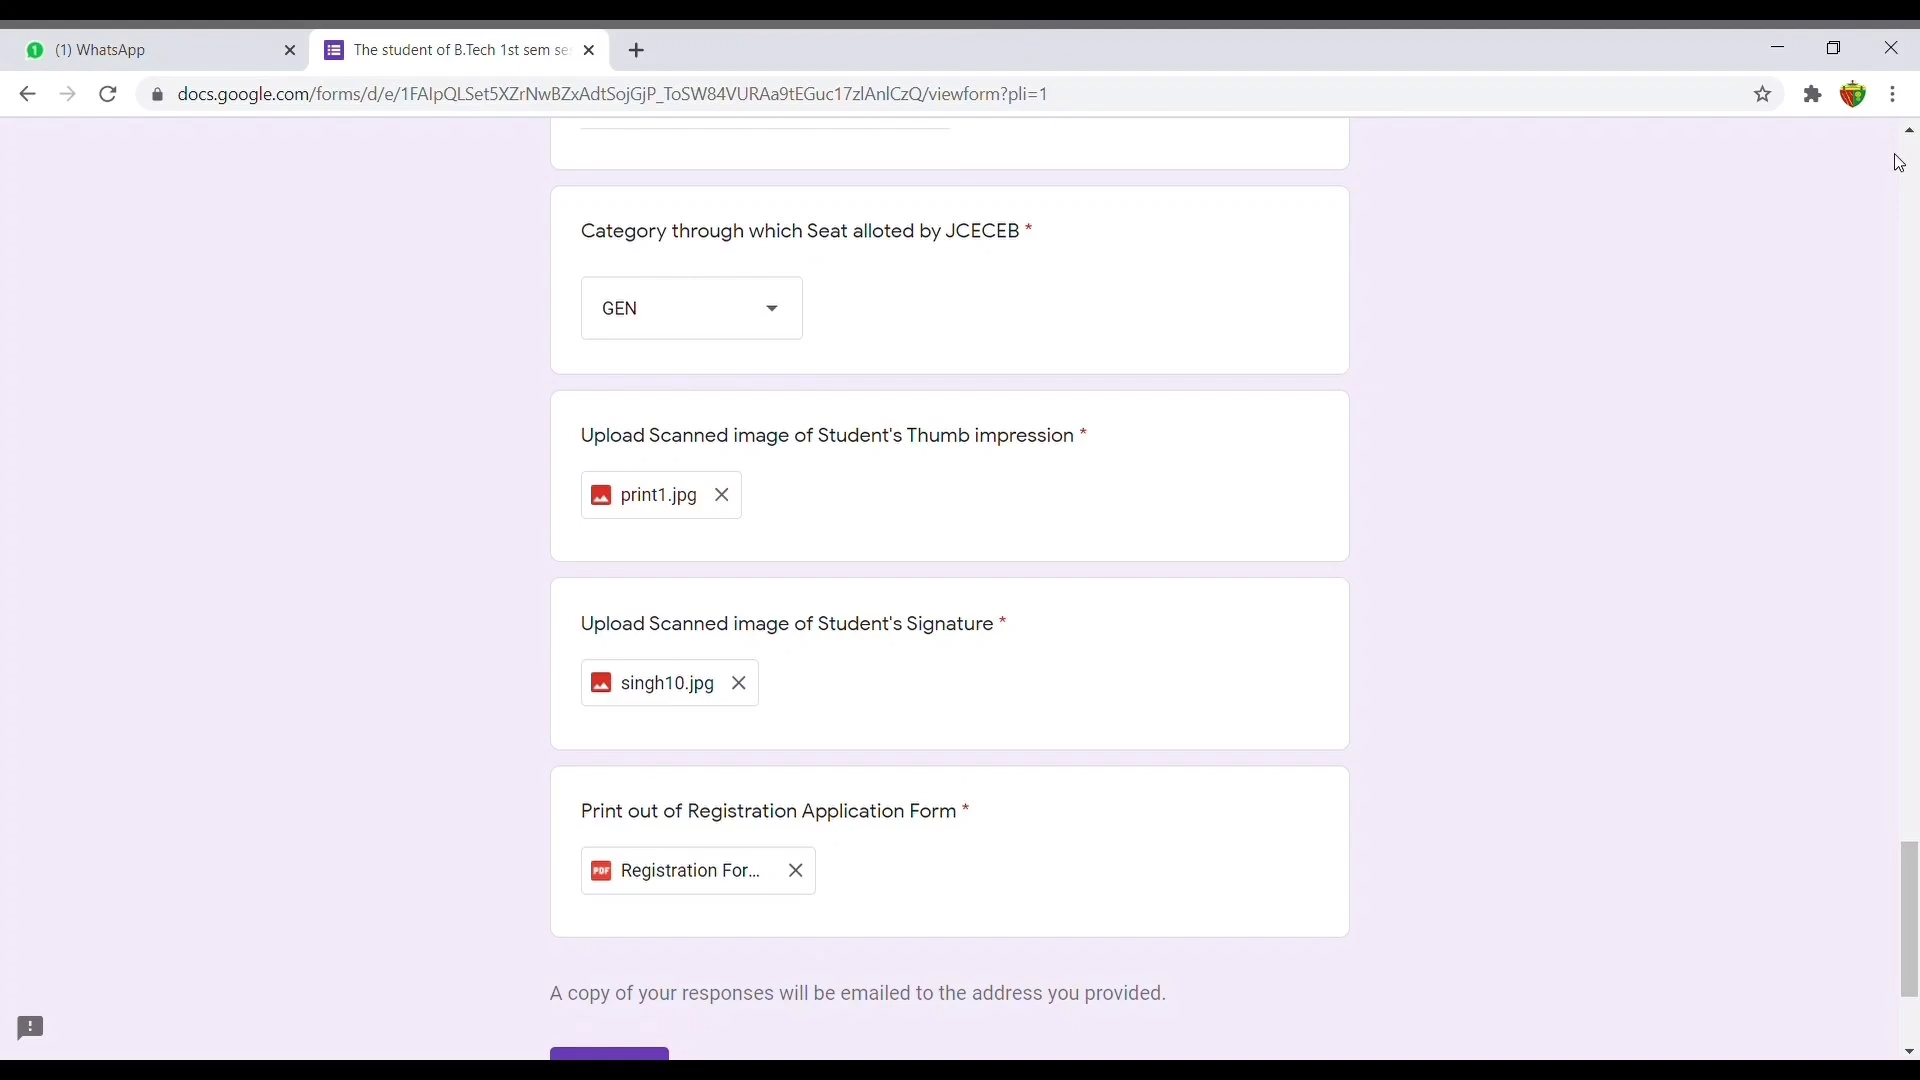 1 (1) WhatsApp
The student of B.Tech 1st sem se
docs.google.com/forms/d/e/1FAIpQLSet5XZrNwBZxAdtSojGjP_ToSW84VURAa9tEGuc17zlAnlCzQ/viewform?pli=1
Category through which Seat alloted by JCECEB *
GEN
Upload Scanned image of Student's Thumb impression *
print1.jpg
Upload Scanned image of Student's Signature *
singh10.jpg
Print out of Registration Application Form *
PDF Registration For...
A copy of your responses will be emailed to the address you provided.